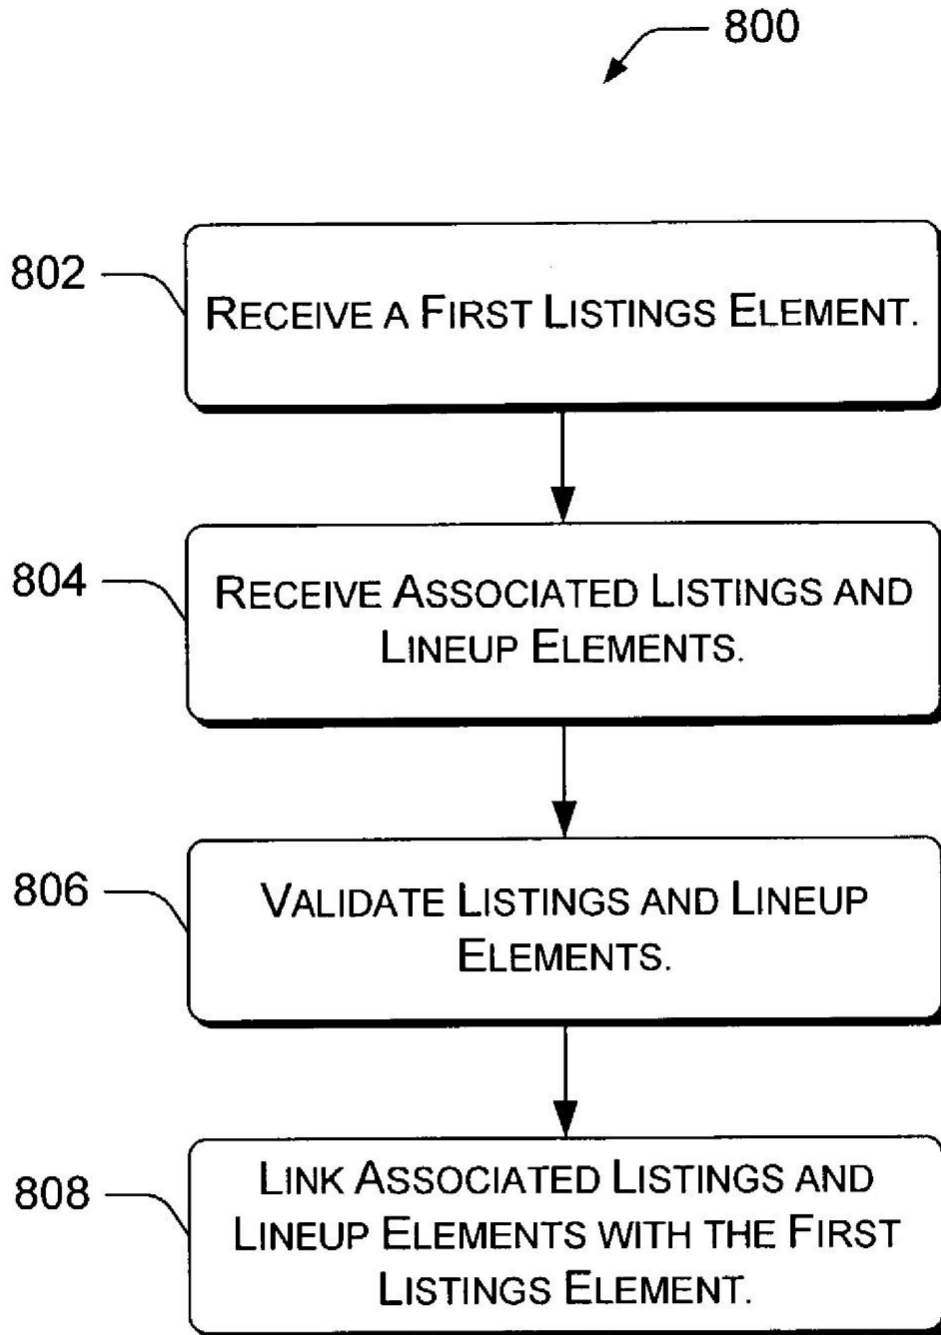 800
802
RECEIVE A FIRST LISTINGS ELEMENT.
804
RECEIVE ASSOCIATED LISTINGS AND
LINEUP ELEMENTS.
806
VALIDATE LISTINGS AND LINEUP
ELEMENTS.
808
LINK ASSOCIATED LISTINGS AND
LINEUP ELEMENTS WITH THE FIRST
LISTINGS ELEMENT.